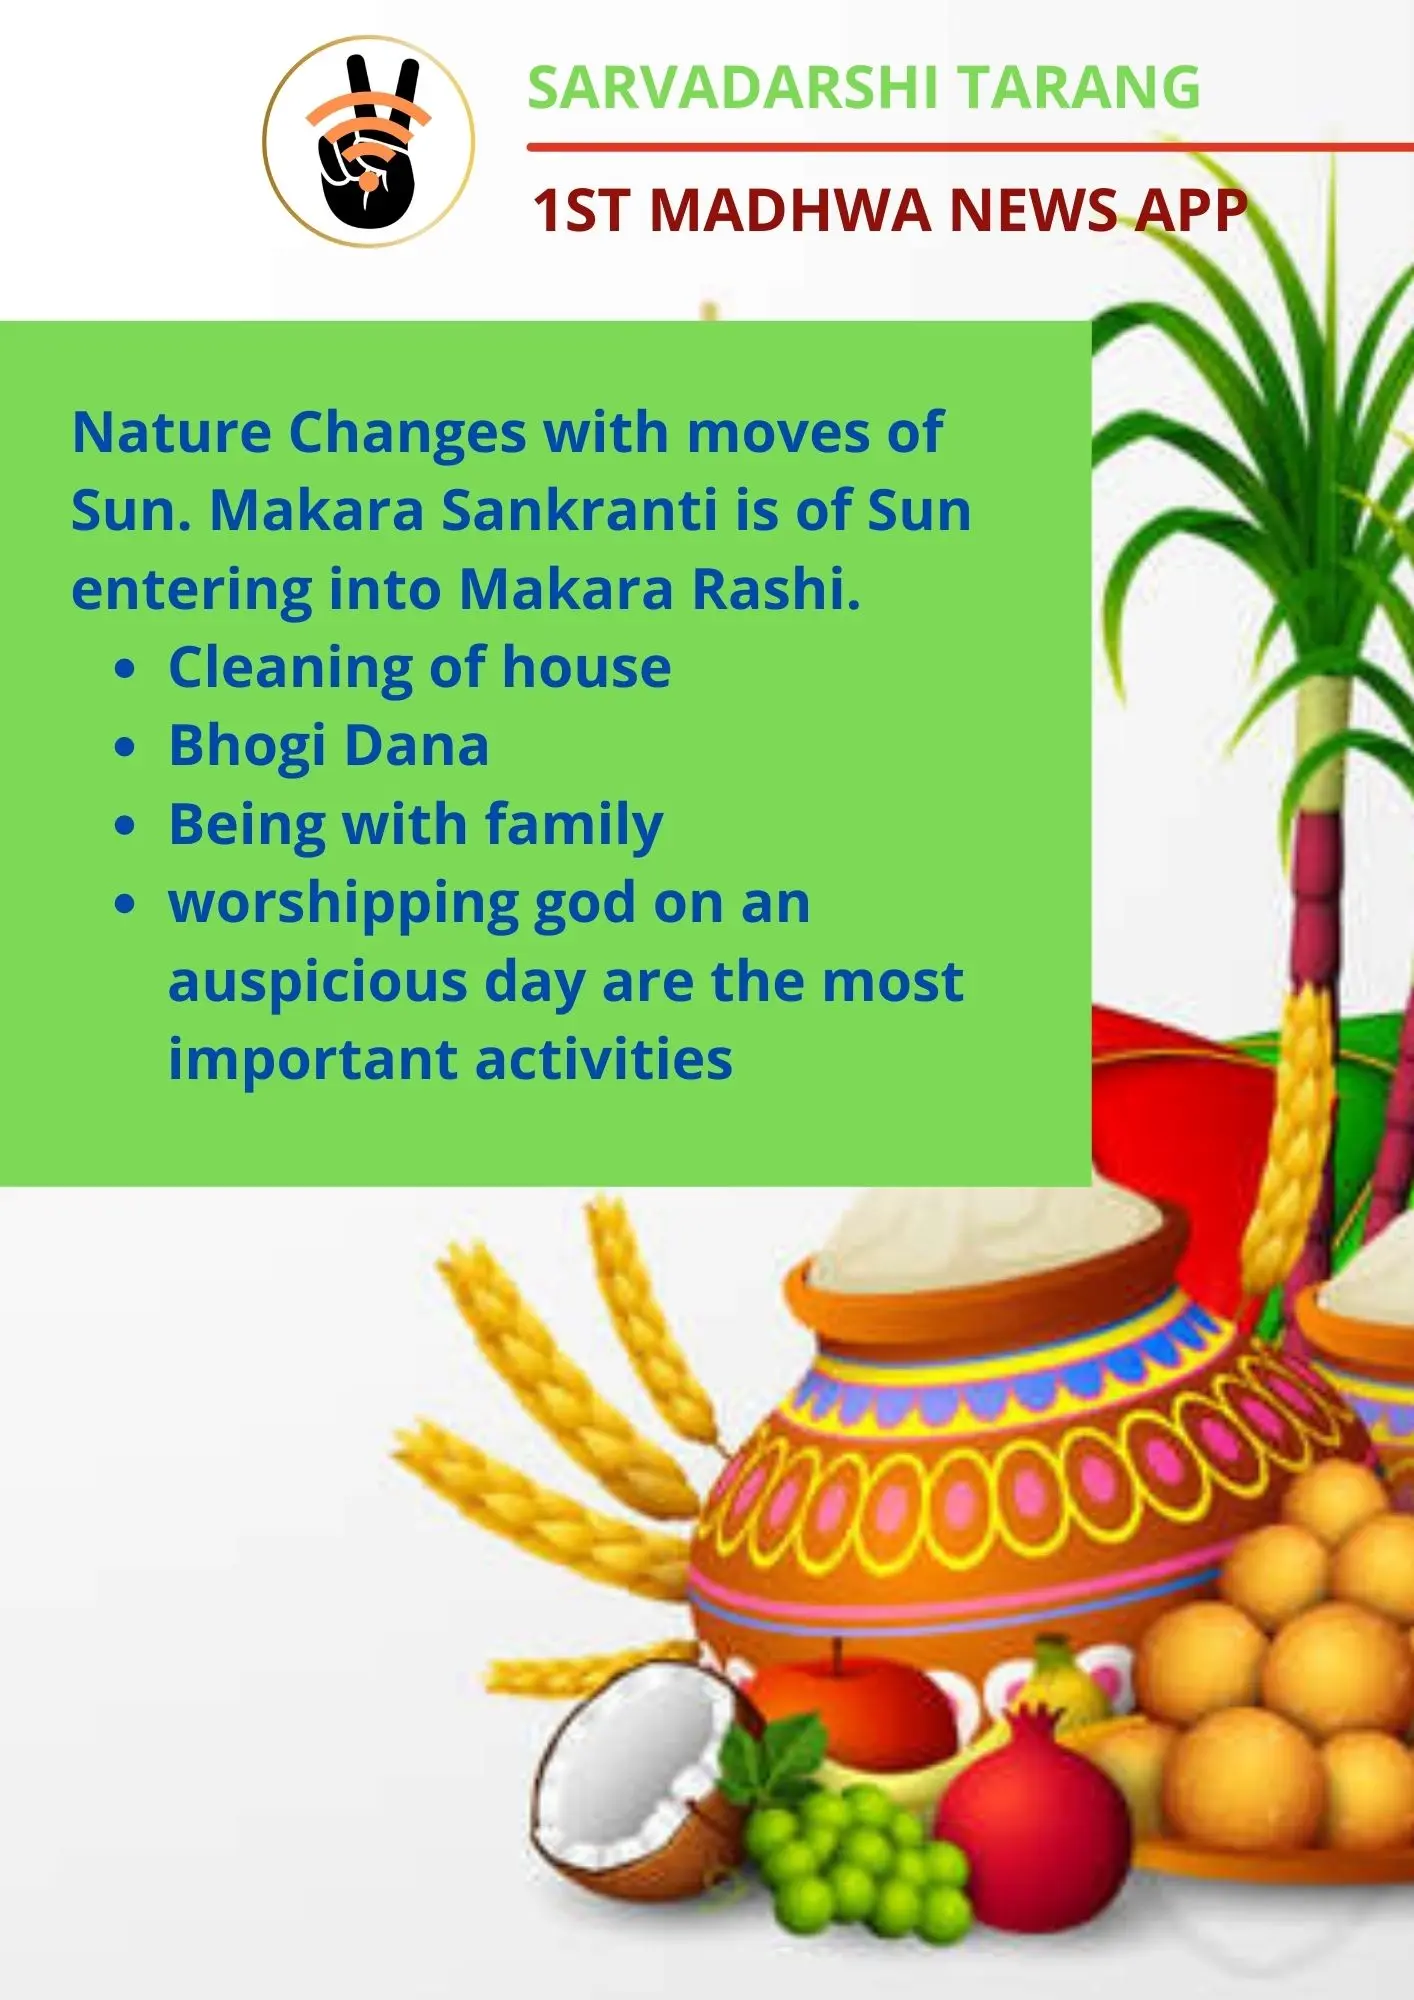 SARVADARSHI TARANG
1ST MADHWA NEWS APP
Nature Changes with moves of
Sun. Makara Sankranti is of Sun
entering into Makara Rashi.
• Cleaning of house
• Bhogi Dana
• Being with family
• worshipping god on an
auspicious day are the most
important activities